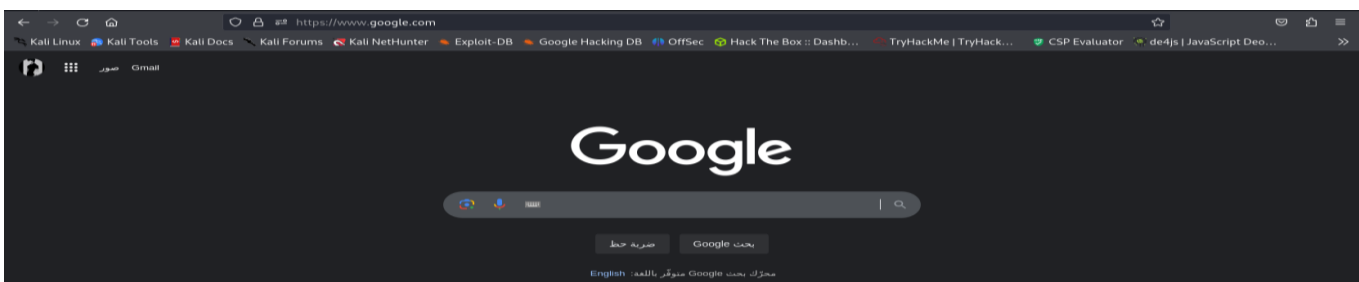 https://www.google.com
Kali Linux Kali Tools Kali Docs Kali Forums Kali NetHunter Exploit-DB Google Hacking DB OffSec Hack The Box :: Dashb... TryHackMe | TryHack... CSP Evaluator de4js | JavaScript Deo...
صور Gmail
Google
بحث Google ضربة حظ
محرّك بحث Google متوفّر باللغة: English